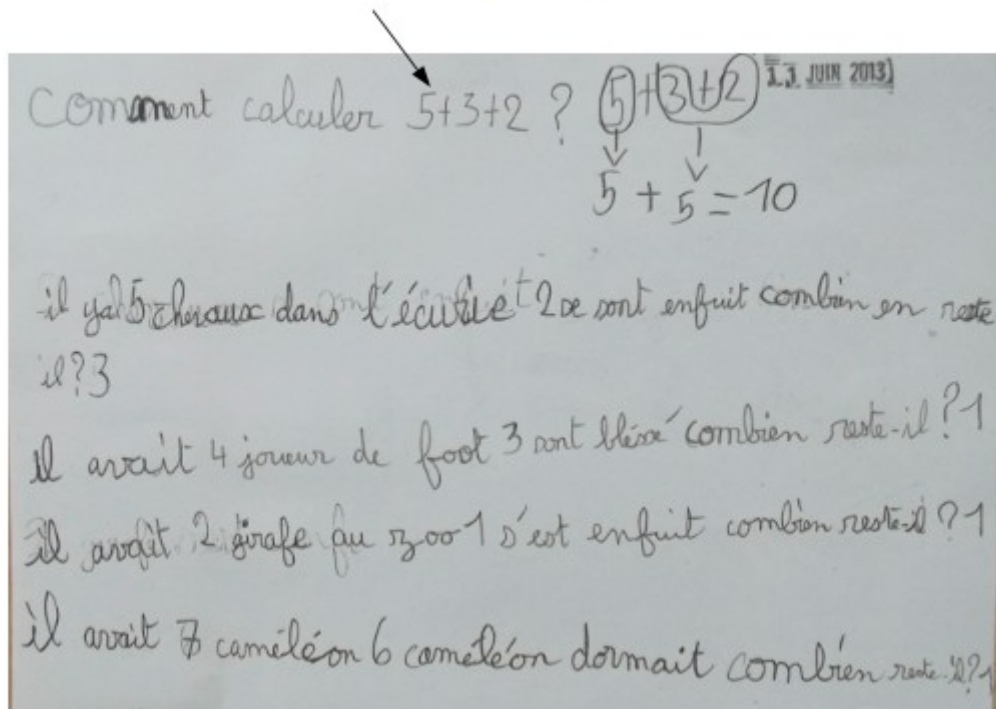 Comment calculer 5+3+2 ? 5+3+2 13 JUIN 2013
5 + 5 = 10
il ya 5 chevaux dans l'écurie et 2 se sont enfuit combien en reste
il?3
il avait 4 joueur de foot 3 sont bléssé combien reste-il?1
il avait 2 girafe au zoo 1 s'est enfuit combien reste-il?1
il avait 7 caméléon 6 caméléon dormait combien reste-il?1